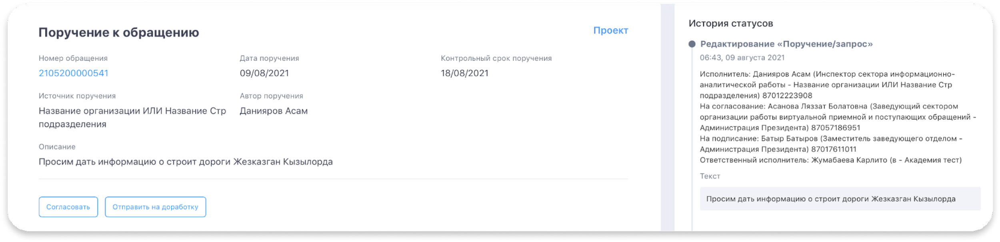 Поручение к обращению
Проект
Номер обращения
Дата поручения
Контрольный срок поручения
2105200000541
09/08/2021
18/08/2021
Источник поручения
Автор поручения
Название организации ИЛИ Название Стр
подразделения
Данияров Асам
Описание
Просим дать информацию о строит дороги Жезказган Кызылорда
Согласовать
Отправить на доработку
История статусов
Редактирование «Поручение/запрос»
06:43, 09 августа 2021
Исполнитель: Данияров Асам (Инспектор сектора информационно-
аналитической работы - Название организации ИЛИ Название Стр
подразделения) 87012223908
На согласование: Асанова Ляззат Болатовна (Заведующий сектором
организации работы виртуальной приемной и поступающих обращений -
Администрация Президента) 87057186951
На подписание: Батыр Батыров (Заместитель заведующего отделом -
Администрация Президента) 87017611011
Ответственный исполнитель: Жумабаева Карлито (в - Академия тест)
Текст
Просим дать информацию о строит дороги Жезказган Кызылорда